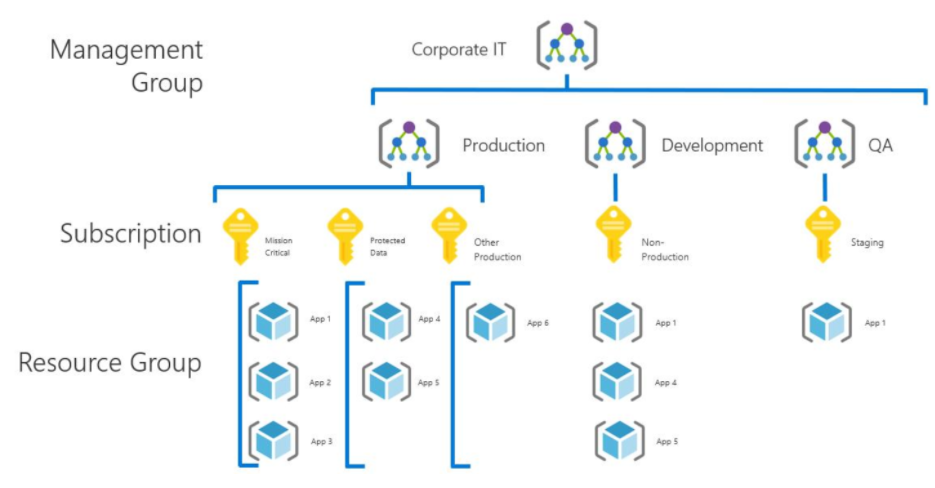 Management
Group
Corporate IT
Production
Development
QA
Subscription
Mission
Critical
Protected
Data
Other
Production
Non-
Production
Staging
Resource Group
App 1
App 4
App 6
App 1
App 1
App 2
App 5
App 4
App 3
App 5